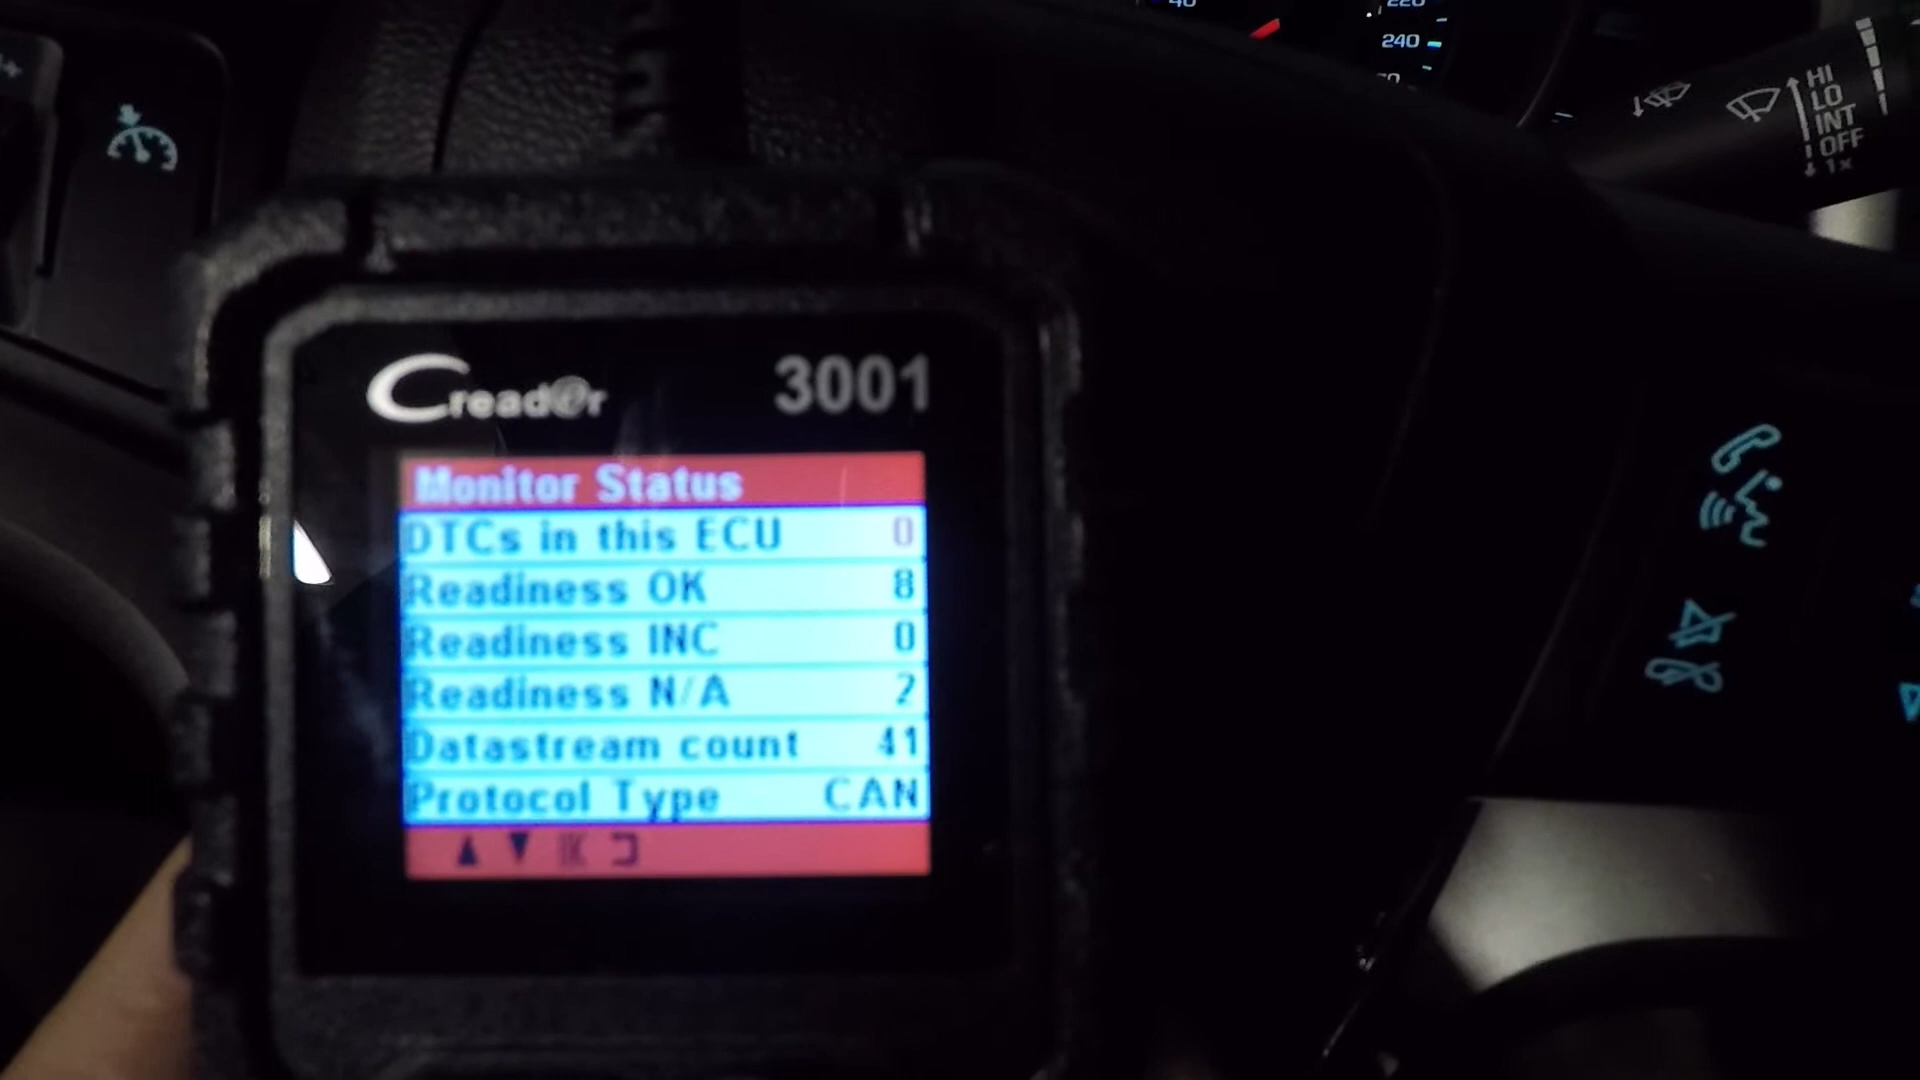 220
240
HI
LO
INT
OFF
1x
Cread@r 3001
Monitor Status
DTCs in this ECU 0
Readiness OK 8
Readiness INC 0
Readiness N/A 2
Datastream count 41
Protocol Type CAN